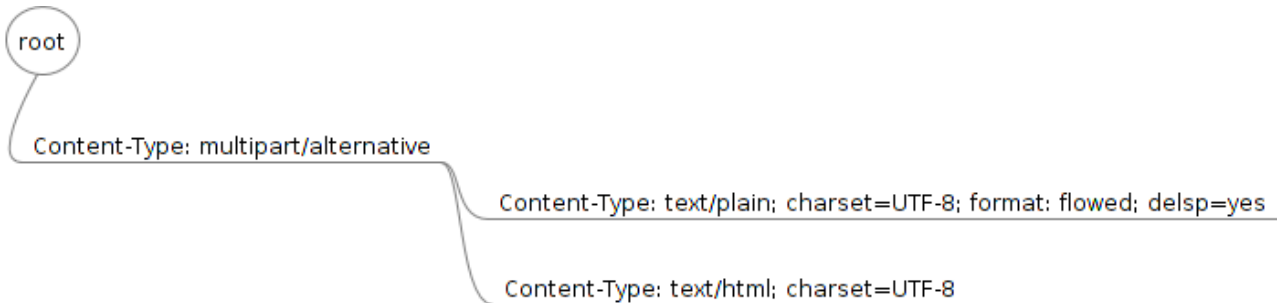 root
Content-Type: multipart/alternative
Content-Type: text/plain; charset=UTF-8; format: flowed; delsp=yes
Content-Type: text/html; charset=UTF-8